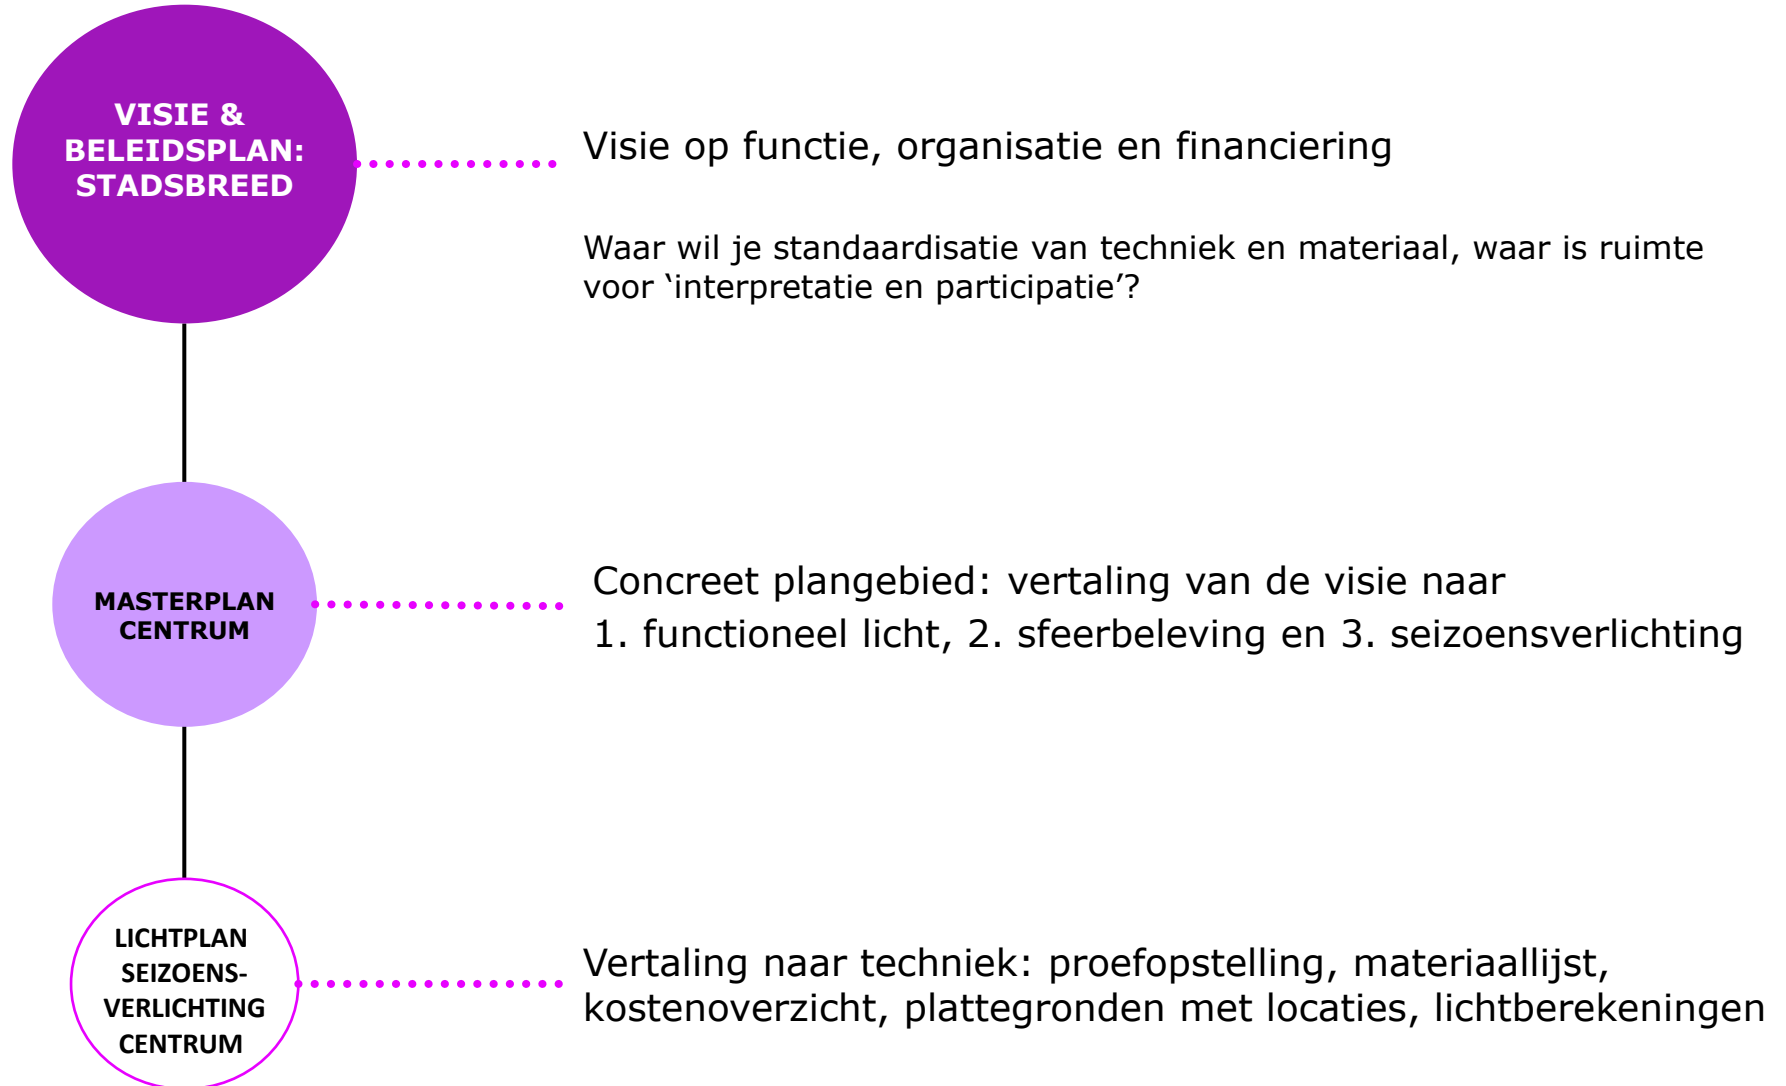 VISIE &
BELEIDSPLAN:
STADSBREED
Visie op functie, organisatie en financiering
Waar wil je standaardisatie van techniek en materiaal, waar is ruimte
voor ‘interpretatie en participatie’?
MASTERPLAN
CENTRUM
Concreet plangebied: vertaling van de visie naar
1. functioneel licht, 2. sfeerbeleving en 3. seizoensverlichting
LICHTPLAN
SEIZOENS-
VERLICHTING
CENTRUM
Vertaling naar techniek: proefopstelling, materiaallijst,
kostenoverzicht, plattegronden met locaties, lichtberekeningen